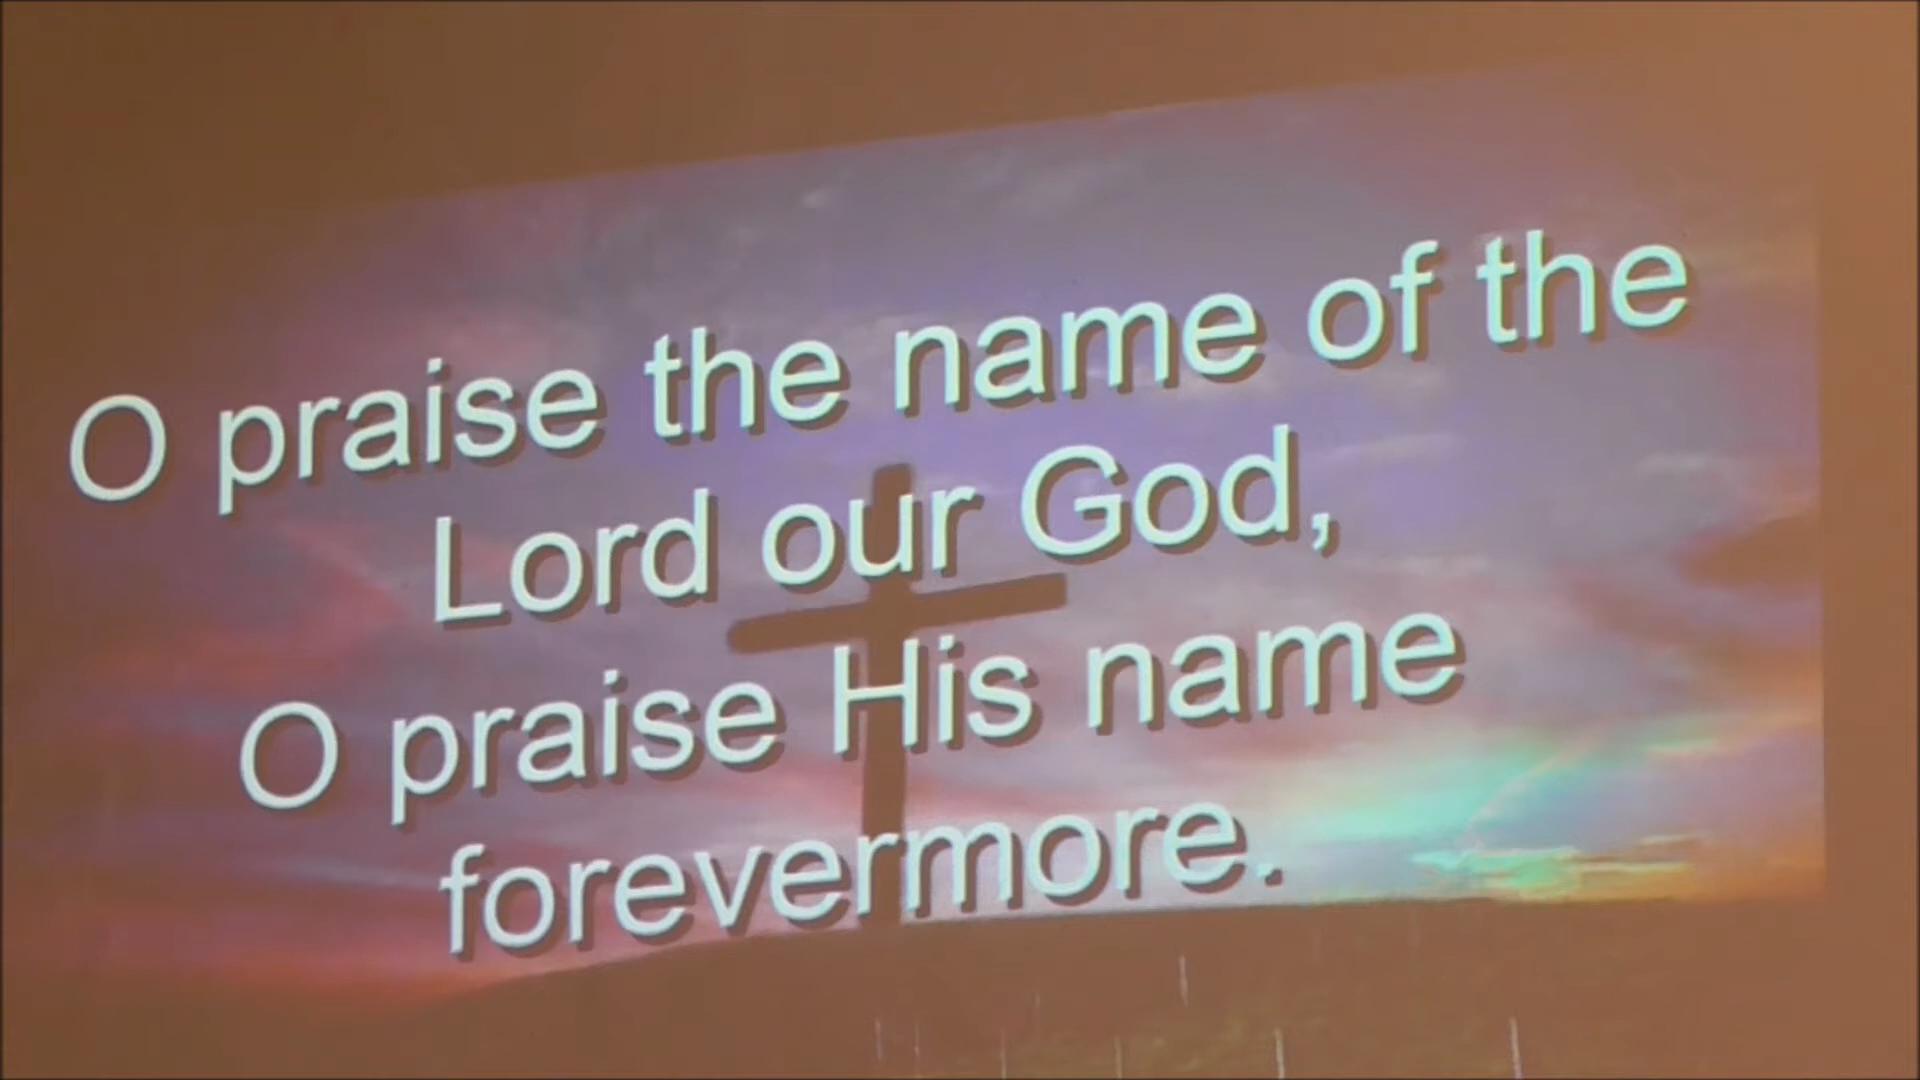 O praise the name of the
Lord our God,
O praise His name
forevermore.